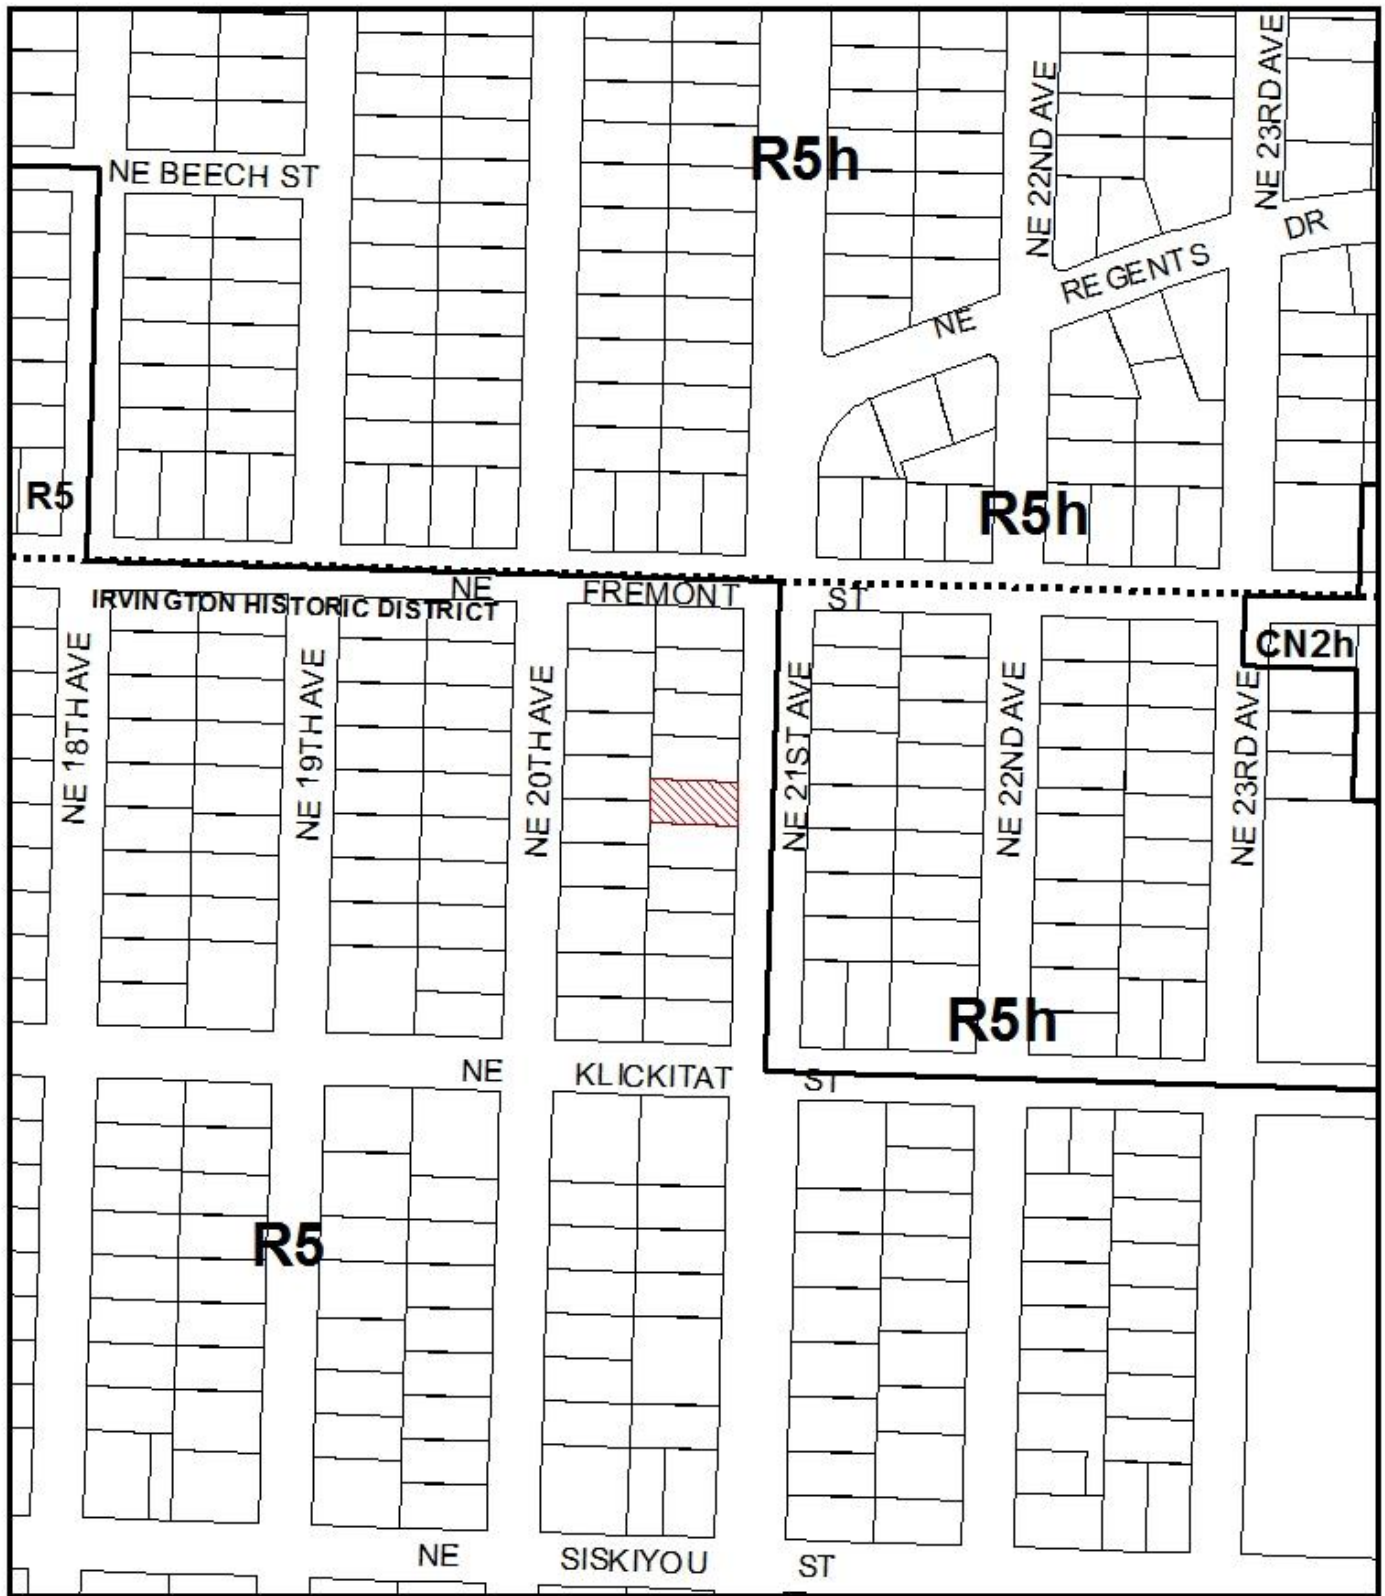 NE 23RD AVE
NE 22ND AVE
R5h
NE BEECH ST
DR
REGENTS
NE
R5
R5h
NE FREMONT ST
IRVINGTON HISTORIC DISTRICT
CN2h
NE 18TH AVE
NE 19TH AVE
NE 20TH AVE
NE 21ST AVE
NE 22ND AVE
NE 23RD AVE
R5h
NE KLICKITAT ST
R5
NE SISKIYOU ST